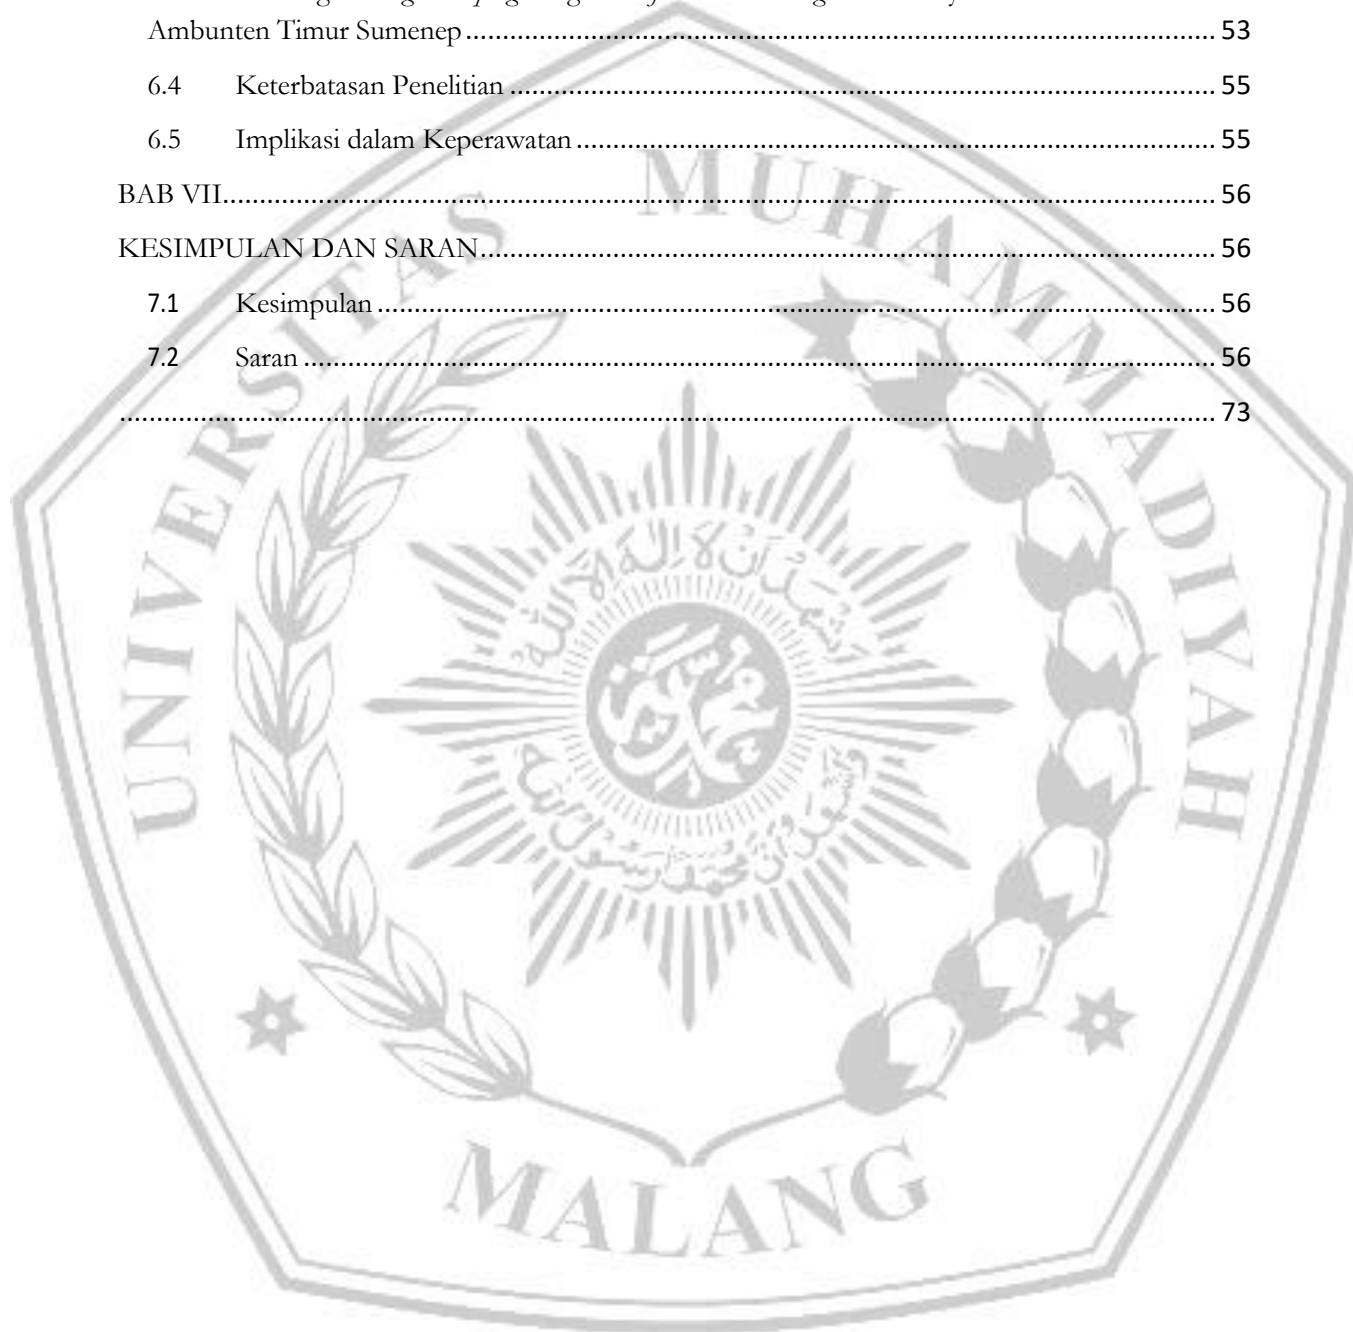 Ambunten Timur Sumenep ........ 53
6.4 Keterbatasan Penelitian ........ 55
6.5 Implikasi dalam Keperawatan ........ 55
BAB VII ........ 56
KESIMPULAN DAN SARAN ........ 56
7.1 Kesimpulan ........ 56
7.2 Saran ........ 56
........ 73
UNIVERSITAS MUHAMMADIYAH
MALANG